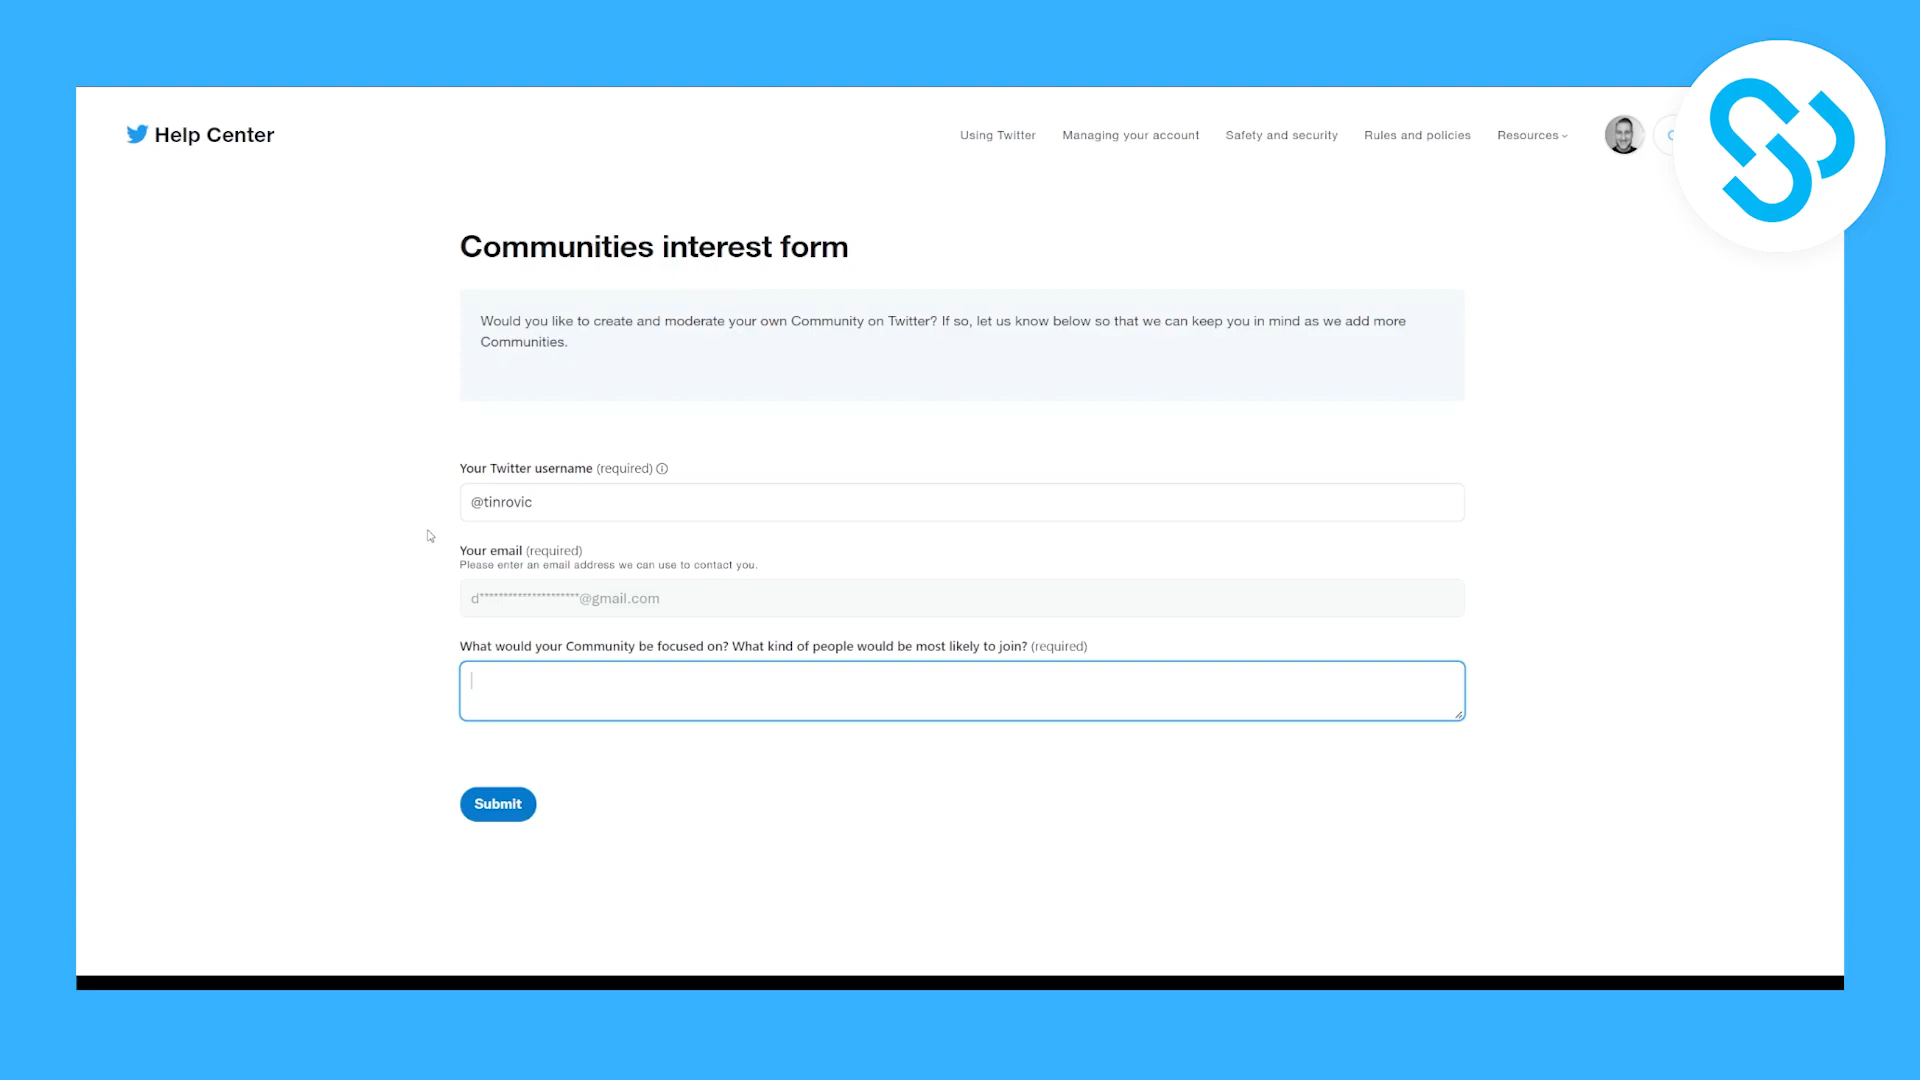 Help Center
Using Twitter
Managing your account
Safety and security
Rules and policies
Resources
Communities interest form
Would you like to create and moderate your own Community on Twitter? If so, let us know below so that we can keep you in mind as we add more
Communities.
Your Twitter username (required)
@tinrovic
Your email (required)
Please enter an email address we can use to contact you.
d*********************@gmail.com
What would your Community be focused on? What kind of people would be most likely to join? (required)
Submit